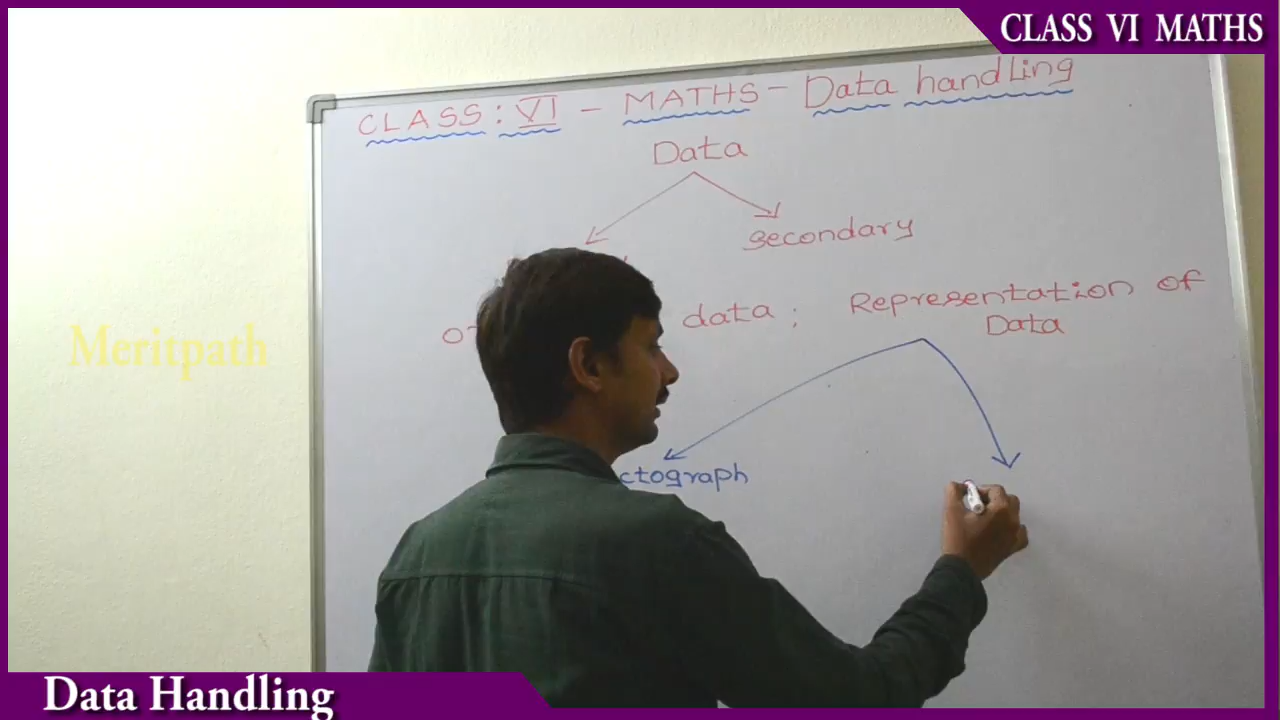 CLASS VI MATHS
CLASS : VI - MATHS - Data handling
Data
secondary
data ; Representation of
Data
Meritpath
ctograph
Data Handling